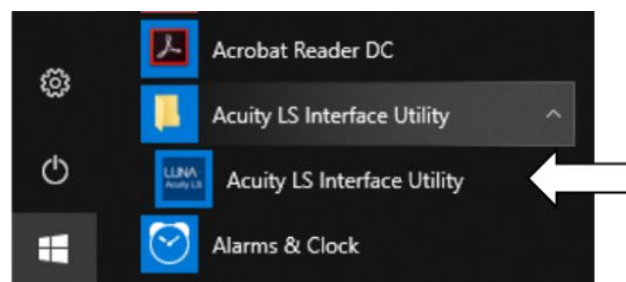 Acrobat Reader DC
Acuity LS Interface Utility
LUNA
Acuity LS
Acuity LS Interface Utility
Alarms & Clock